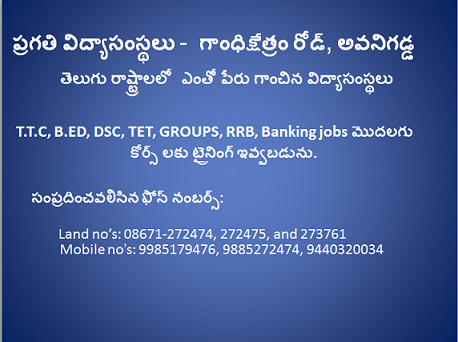 ప్రగతి విద్యాసంస్థలు - గాంధిక్షేత్రం రోడ్, అవనిగడ్డ
తెలుగు రాష్ట్రాలలో ఎంతో పేరు గాంచిన విద్యాసంస్థలు
T.T.C, B.ED, DSC, TET, GROUPS, RRB, Banking jobs మొదలగు
కోర్స్ లకు ట్రైనింగ్ ఇవ్వబడును.
సంప్రదించవలిసిన ఫోన్ నంబర్స్:
Land no's: 08671-272474, 272475, and 273761
Mobile no's: 9985179476, 9885272474, 9440320034